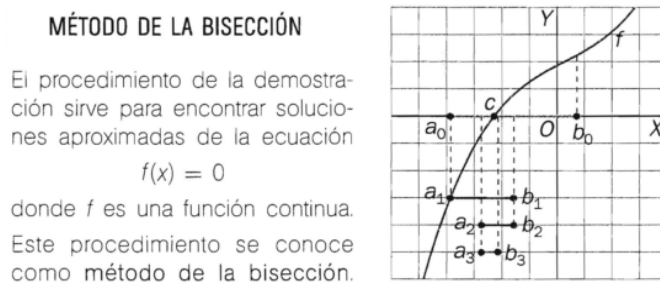 MÉTODO DE LA BISECCIÓN
El procedimiento de la demostra-
ción sirve para encontrar solucio-
nes aproximadas de la ecuación
f(x) = 0
donde f es una función continua.
Este procedimiento se conoce
como método de la bisección.
Y
f
c
a₀ O b₀ X
a₁ b₁
a₂ b₂
a₃ b₃